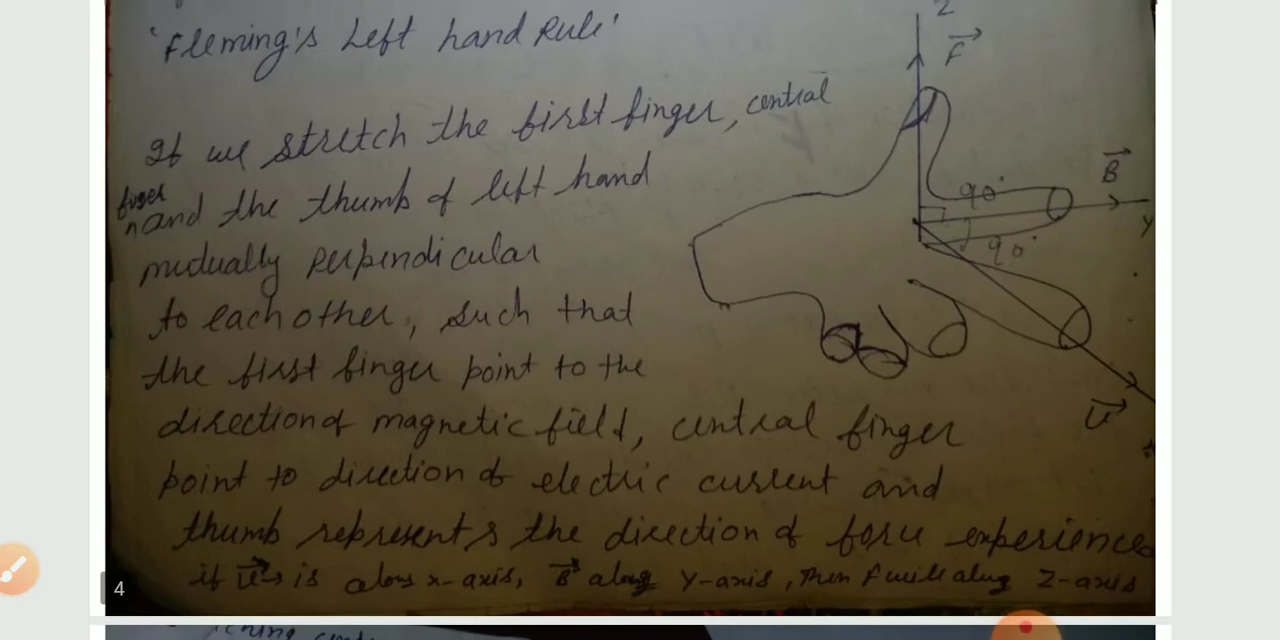 'Fleming's Left hand Rule'
If we stretch the first finger, central
finger and the thumb of left hand
mutually perpendicular
to each other, such that
the first finger point to the
direction of magnetic field, central finger
point to direction of electric current and
thumb represents the direction of force experience
if v is along x-axis, B along Y-axis, then F will along Z-axis
Z
F
B
90°
Y
90°
v
4